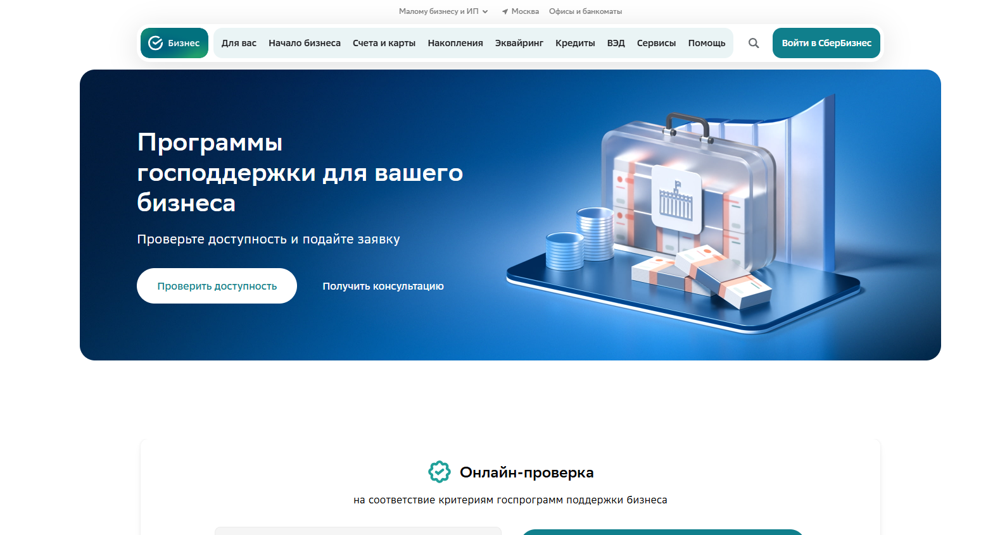 Малому бизнесу и ИП Москва Офисы и банкоматы
Бизнес Для вас Начало бизнеса Счета и карты Накопления Эквайринг Кредиты ВЭД Сервисы Помощь Войти в СберБизнес
Программы
господдержки для вашего
бизнеса
Проверьте доступность и подайте заявку
Проверить доступность Получить консультацию
Онлайн-проверка
на соответствие критериям госпрограмм поддержки бизнеса